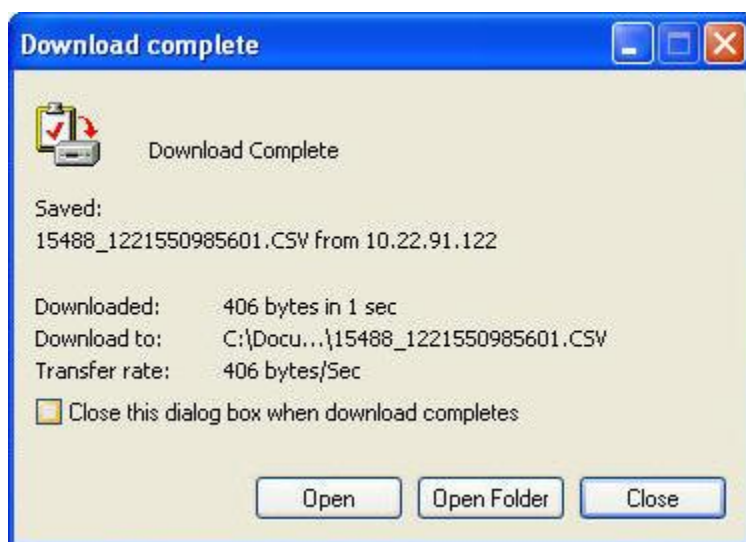 Download complete
Download Complete
Saved:
15488_1221550985601.CSV from 10.22.91.122
Downloaded: 406 bytes in 1 sec
Download to: C:\Docu...\15488_1221550985601.CSV
Transfer rate: 406 bytes/Sec
Close this dialog box when download completes
Open Open Folder Close